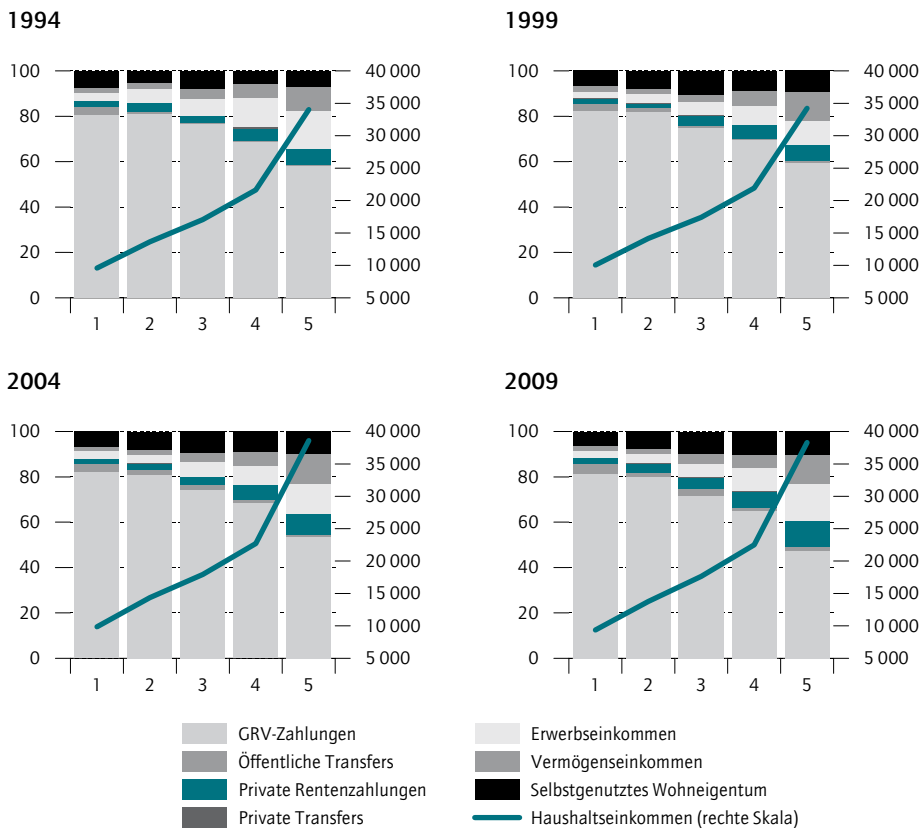 1994
1999
100 40 000 100 40 000
35 000 35 000
80 80
30 000 30 000
60 25 000 60 25 000
40 20 000 40 20 000
15 000 15 000
20 20
10 000 10 000
0 5 000 0 5 000
1 2 3 4 5 1 2 3 4 5
2004
2009
100 40 000 100 40 000
35 000 35 000
80 80
30 000 30 000
60 25 000 60 25 000
40 20 000 40 20 000
15 000 15 000
20 20
10 000 10 000
0 5 000 0 5 000
1 2 3 4 5 1 2 3 4 5
GRV-Zahlungen
Öffentliche Transfers
Private Rentenzahlungen
Private Transfers
Erwerbseinkommen
Vermögenseinkommen
Selbstgenutztes Wohneigentum
Haushaltseinkommen (rechte Skala)